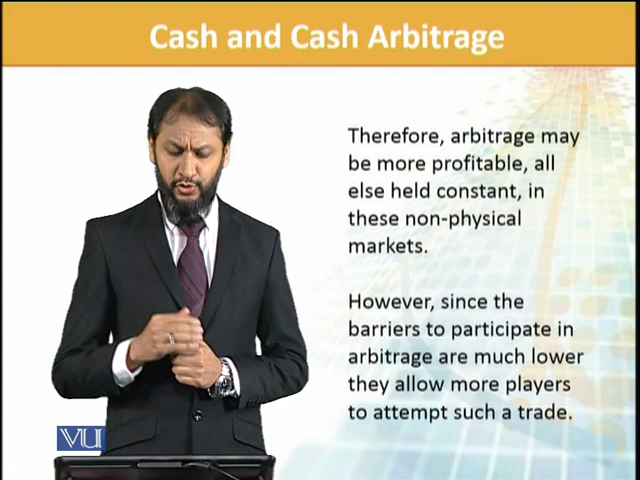 Cash and Cash Arbitrage
Therefore, arbitrage may
be more profitable, all
else held constant, in
these non-physical
markets.
However, since the
barriers to participate in
arbitrage are much lower
they allow more players
to attempt such a trade.
VU